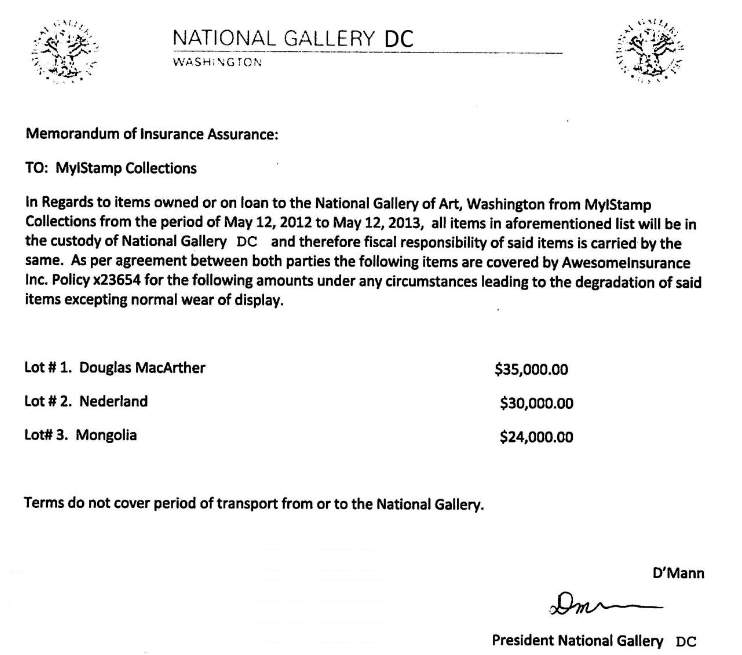 NATIONAL GALLERY DC
WASHINGTON
Memorandum of Insurance Assurance:
TO: MyIStamp Collections
In Regards to items owned or on loan to the National Gallery of Art, Washington from MyIStamp
Collections from the period of May 12, 2012 to May 12, 2013, all items in aforementioned list will be in
the custody of National Gallery DC and therefore fiscal responsibility of said items is carried by the
same. As per agreement between both parties the following items are covered by AwesomeInsurance
Inc. Policy x23654 for the following amounts under any circumstances leading to the degradation of said
items excepting normal wear of display.
Lot # 1. Douglas MacArther $35,000.00
Lot # 2. Nederland $30,000.00
Lot# 3. Mongolia $24,000.00
Terms do not cover period of transport from or to the National Gallery.
D'Mann
President National Gallery DC